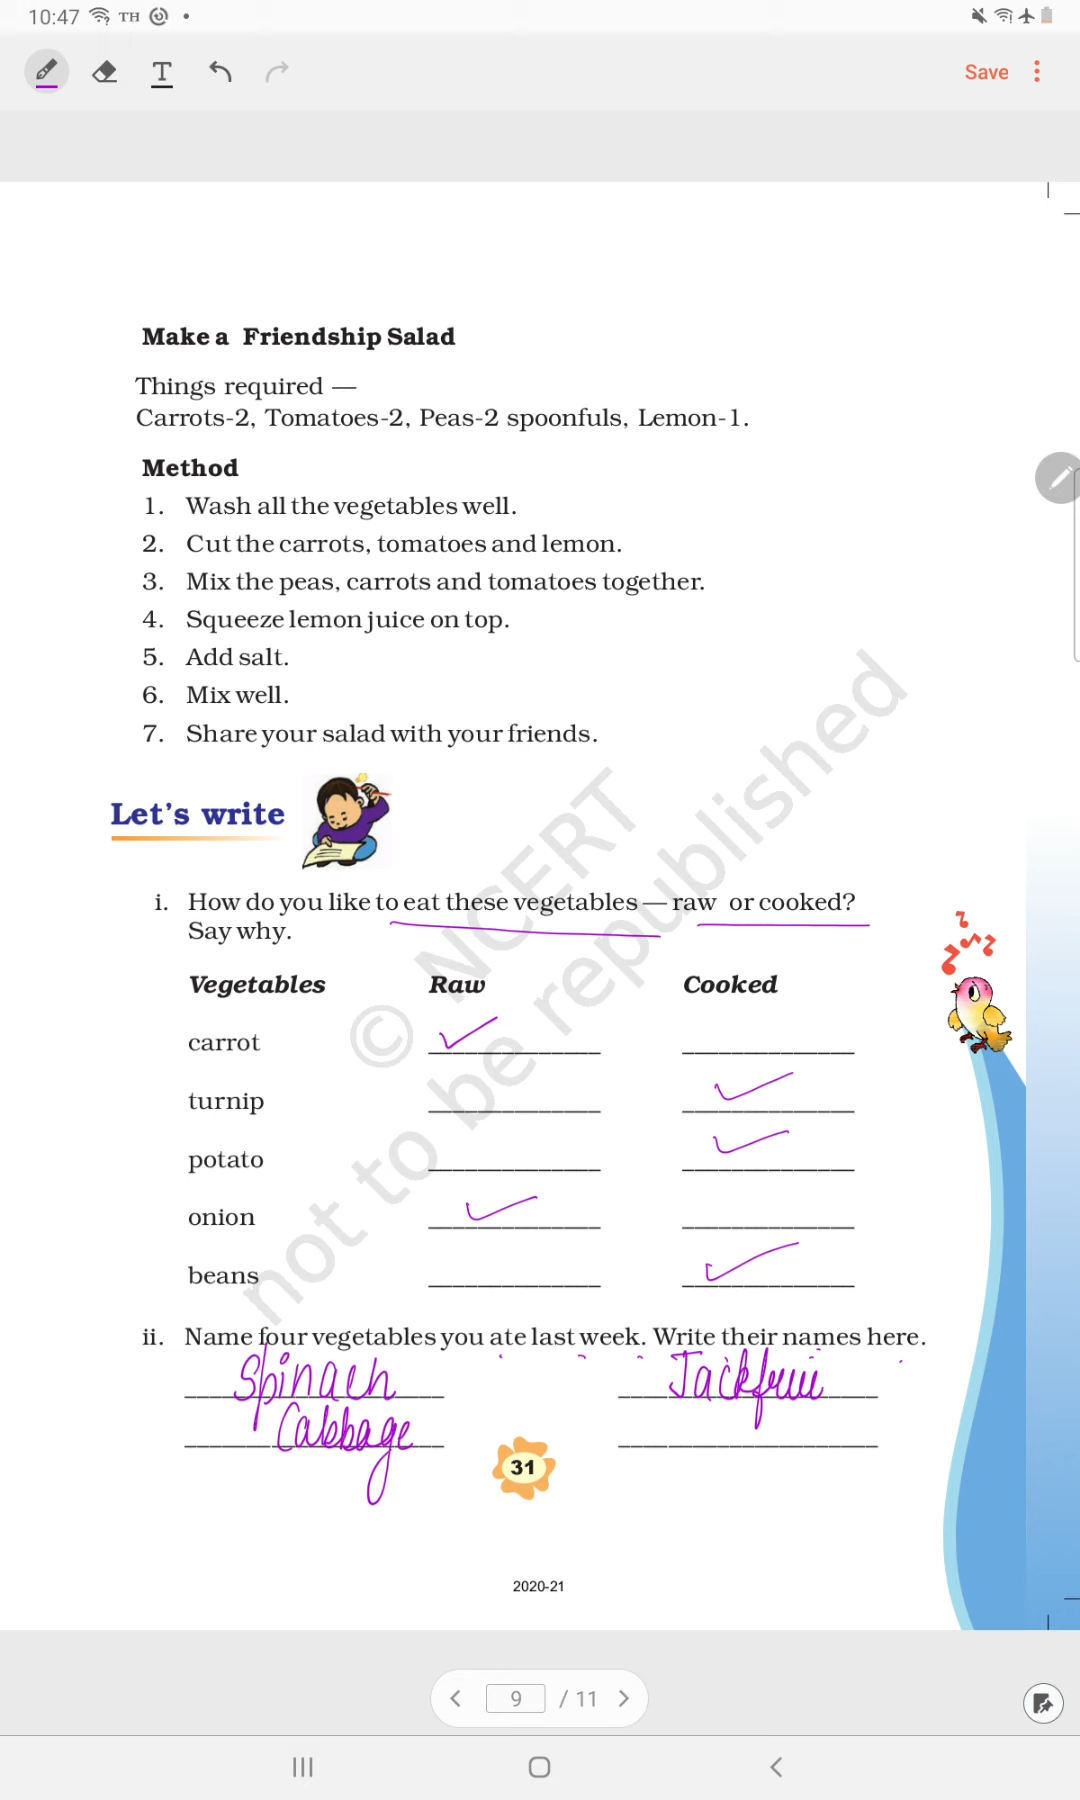 10:47 TH
T Save
Make a Friendship Salad
Things required —
Carrots-2, Tomatoes-2, Peas-2 spoonfuls, Lemon-1.
Method
1. Wash all the vegetables well.
2. Cut the carrots, tomatoes and lemon.
3. Mix the peas, carrots and tomatoes together.
4. Squeeze lemon juice on top.
5. Add salt.
6. Mix well.
7. Share your salad with your friends.
Let's write
i. How do you like to eat these vegetables — raw or cooked?
Say why.
Vegetables Raw Cooked
carrot
turnip
potato
onion
beans
ii. Name four vegetables you ate last week. Write their names here.
Spinach Jackfruit
Cabbage
31
2020-21
© NCERT
not to be republished
9 / 11